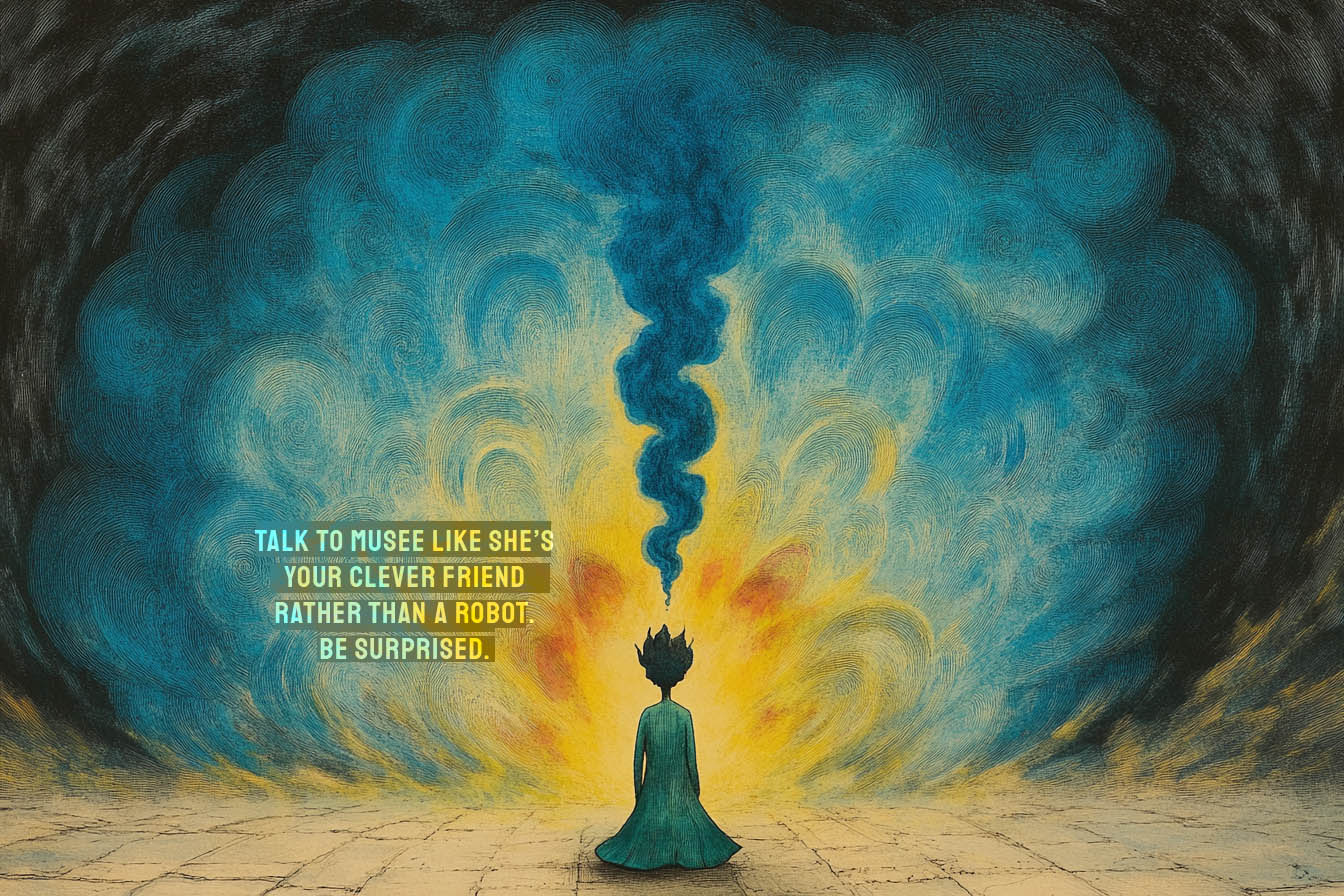 TALK TO MUSEE LIKE SHE'S
YOUR CLEVER FRIEND
RATHER THAN A ROBOT.
BE SURPRISED.